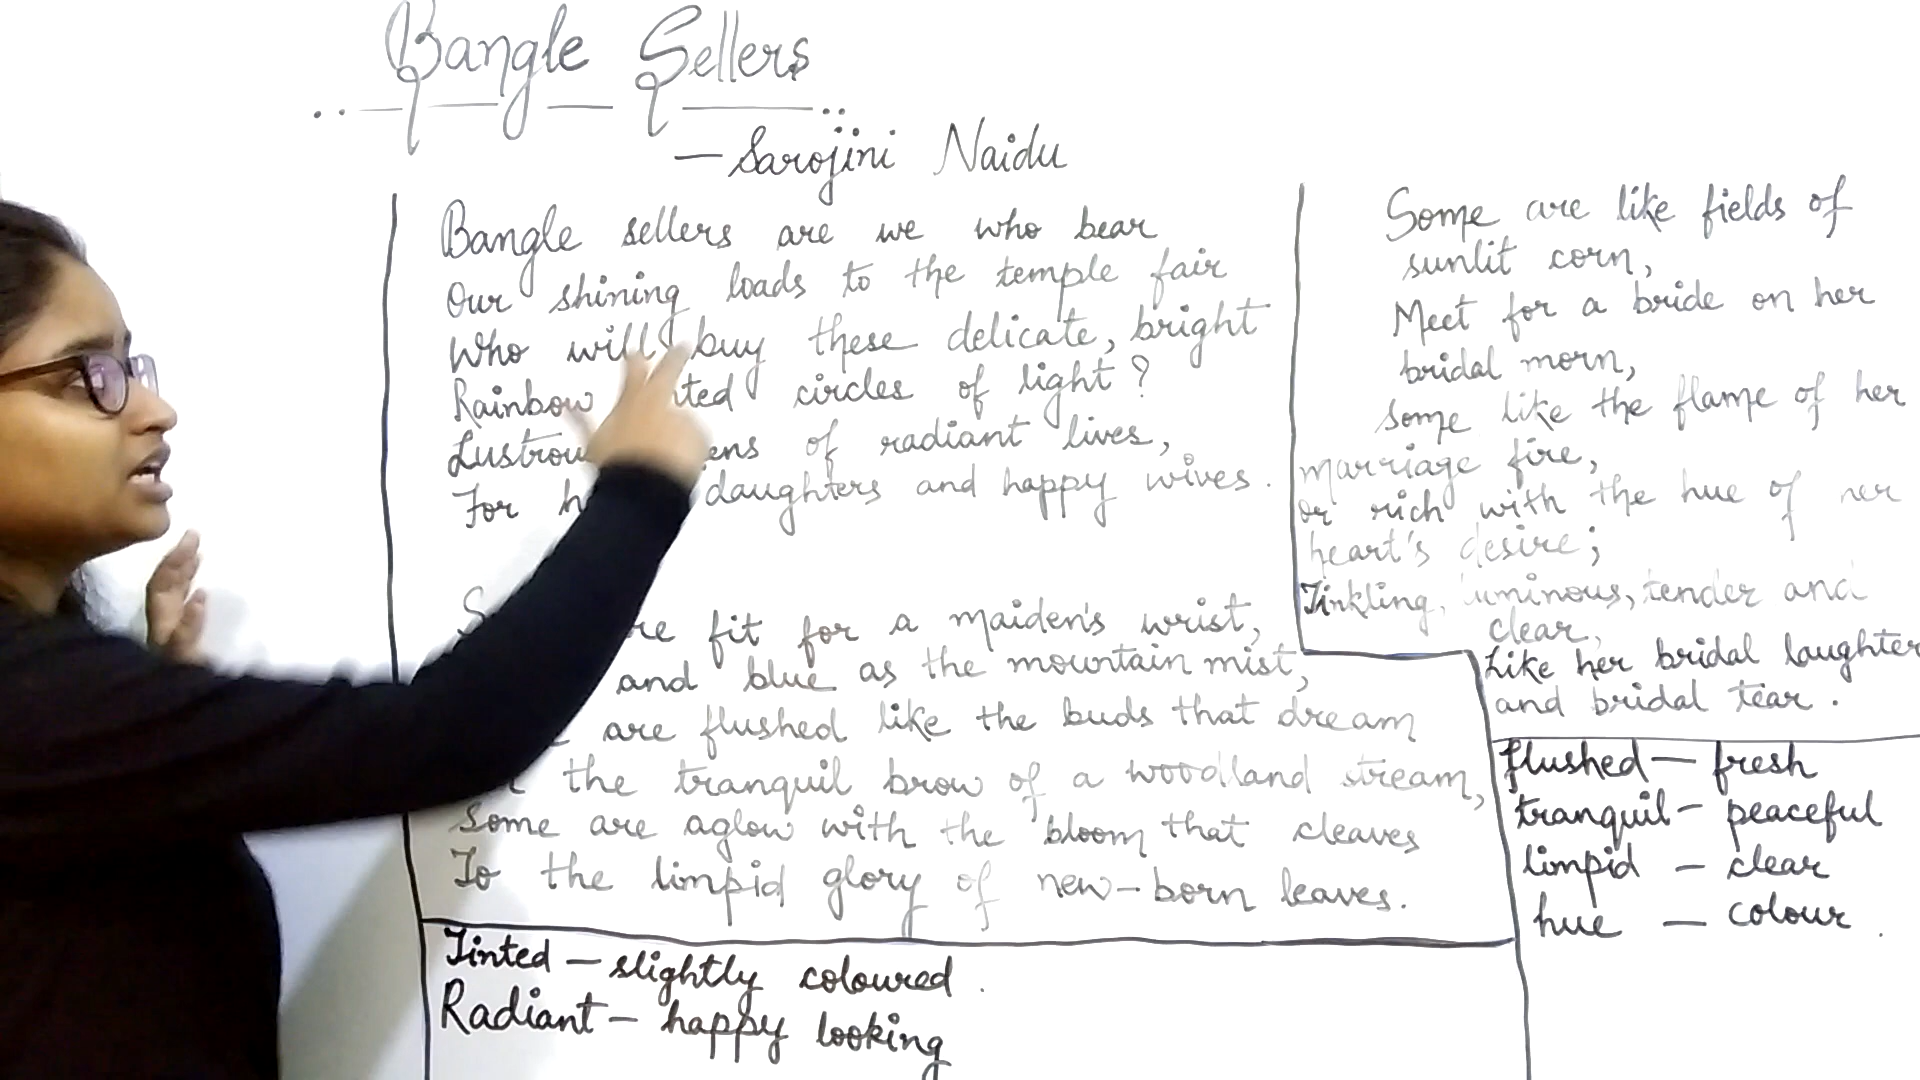 Bangle Sellers
— Sarojini Naidu
Bangle sellers are we who bear
Our shining loads to the temple fair
Who will buy these delicate, bright
Rainbow circles of light?
of radiant lives,
For daughters and happy wives.
fit for a maiden's wrist,
and blue as the mountain mist,
are flushed like the buds that dream
the tranquil brow of a woodland stream,
Some are aglow with the bloom that cleaves
To the limpid glory of new-born leaves.
Tinted — slightly coloured.
Radiant — happy looking
Some are like fields of
sunlit corn,
Meet for a bride on her
bridal morn,
some like the flame of her
marriage fire,
or rich with the hue of her
heart's desire;
Tinkling, luminous, tender and
clear,
Like her bridal laughter
and bridal tear.
flushed — fresh
tranquil — peaceful
limpid — clear
hue — colour.